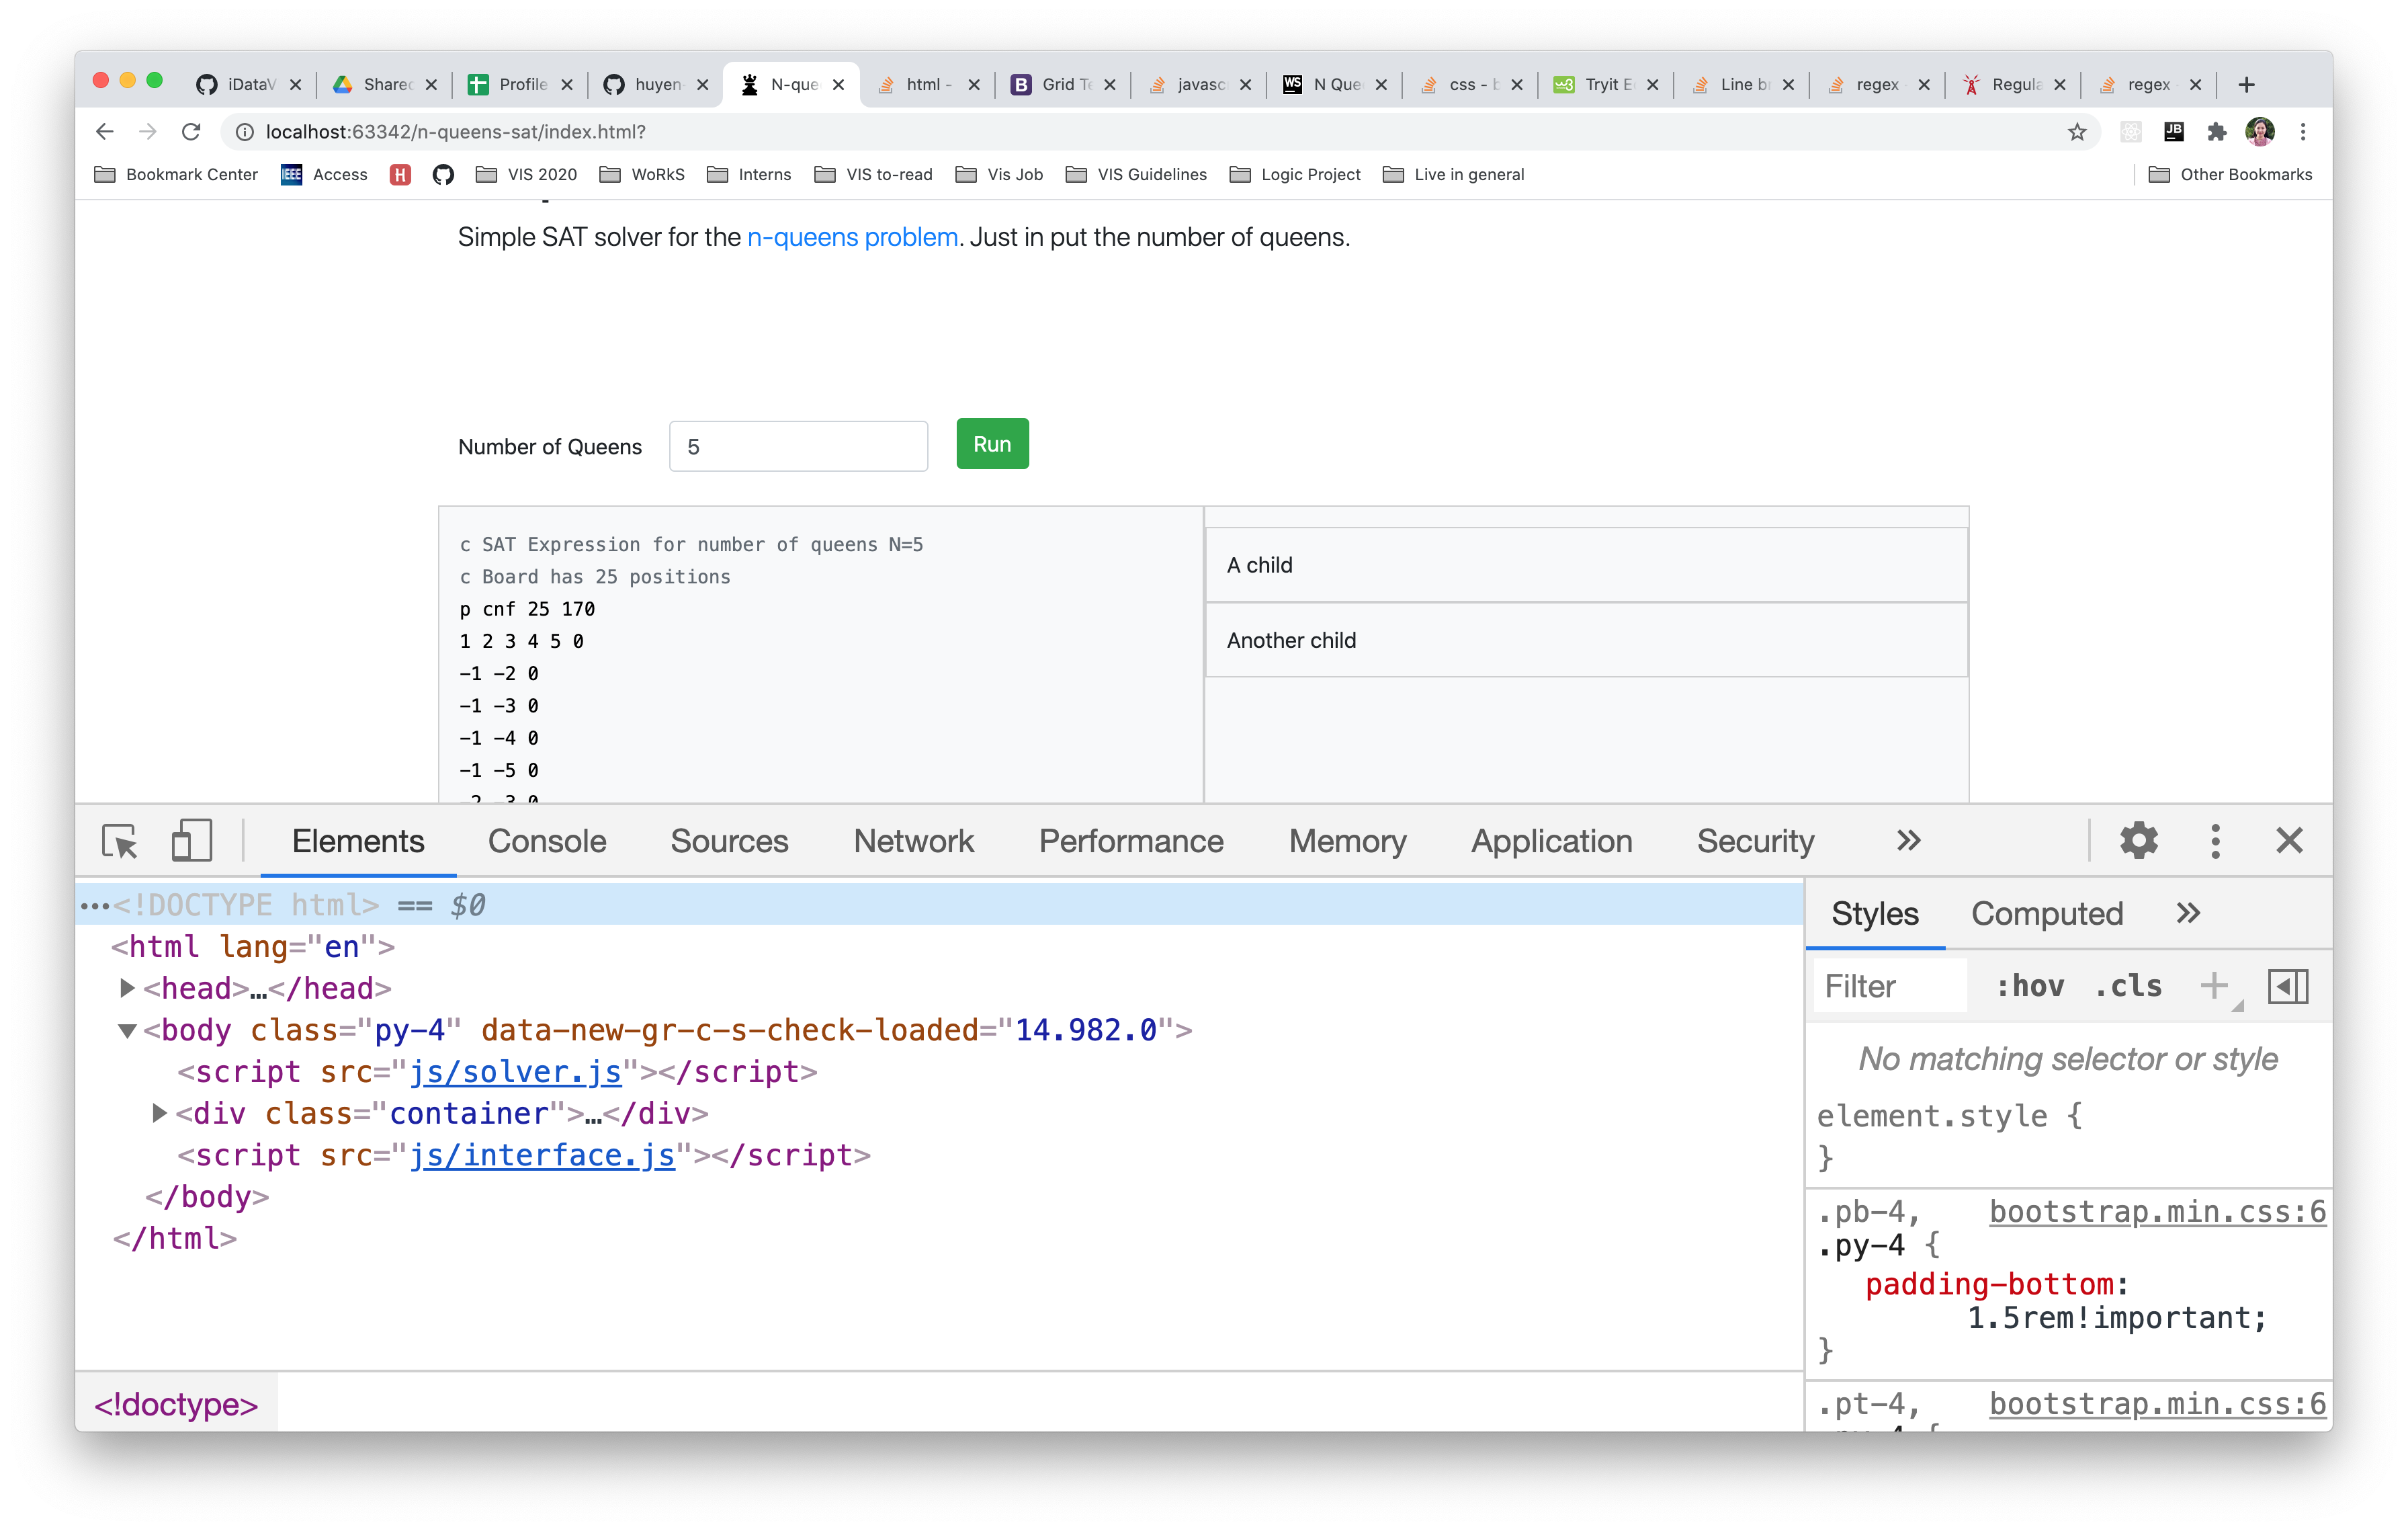 iDataV
Shared
Profile
huyen
N-que
html -
B Grid Te
javasc
WS N Que
css - b
w3 Tryit E
Line b
regex
Regula
regex
localhost:63342/n-queens-sat/index.html?
JB
Bookmark Center
IEEE Access
H
VIS 2020
WoRkS
Interns
VIS to-read
Vis Job
VIS Guidelines
Logic Project
Live in general
Other Bookmarks
Simple SAT solver for the n-queens problem. Just in put the number of queens.
Number of Queens 5 Run
c SAT Expression for number of queens N=5
c Board has 25 positions
p cnf 25 170
1 2 3 4 5 0
-1 -2 0
-1 -3 0
-1 -4 0
-1 -5 0
-2 -3 0
A child
Another child
Elements Console Sources Network Performance Memory Application Security »
…<!DOCTYPE html> == $0
<html lang="en">
<head>…</head>
<body class="py-4" data-new-gr-c-s-check-loaded="14.982.0">
<script src="js/solver.js"></script>
<div class="container">…</div>
<script src="js/interface.js"></script>
</body>
</html>
<!doctype>
Styles Computed »
Filter :hov .cls +
No matching selector or style
element.style {
}
.pb-4, bootstrap.min.css:6
.py-4 {
padding-bottom:
1.5rem!important;
}
.pt-4, bootstrap.min.css:6